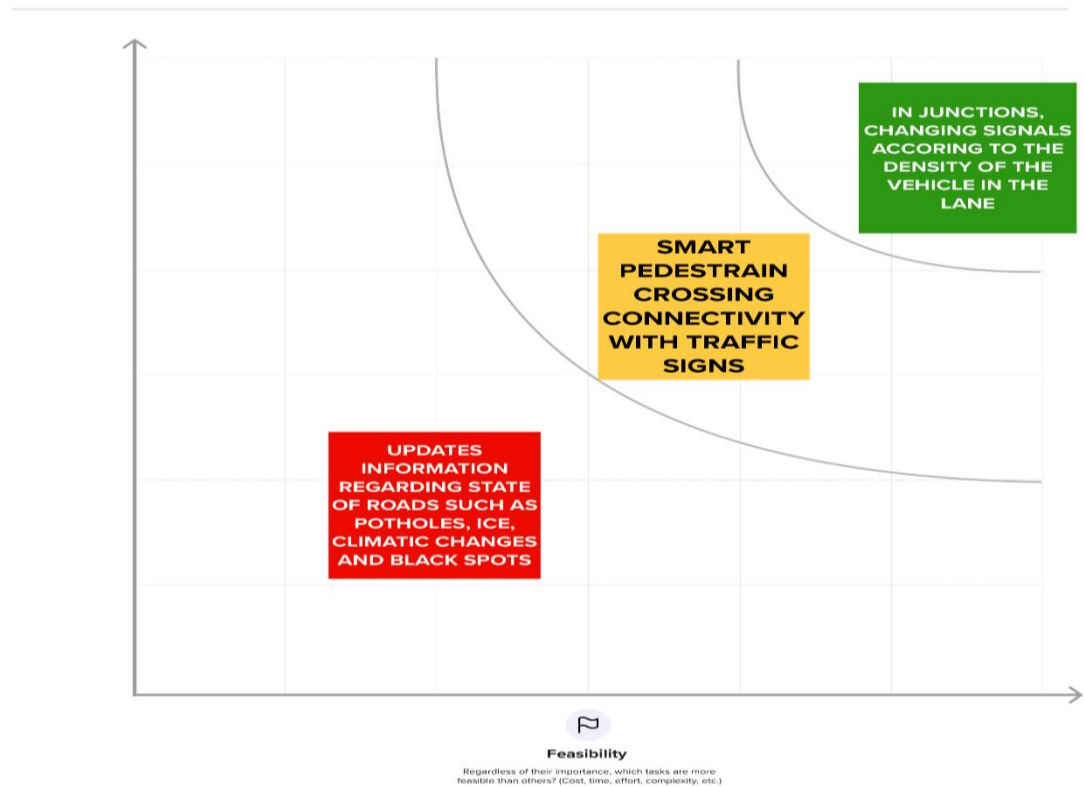 IN JUNCTIONS,
CHANGING SIGNALS
ACCORING TO THE
DENSITY OF THE
VEHICLE IN THE
LANE
SMART
PEDESTRAIN
CROSSING
CONNECTIVITY
WITH TRAFFIC
SIGNS
UPDATES
INFORMATION
REGARDING STATE
OF ROADS SUCH AS
POTHOLES, ICE,
CLIMATIC CHANGES
AND BLACK SPOTS
Feasibility
Regardless of their importance, which tasks are more
feasible than others? (Cost, time, effort, complexity, etc.)